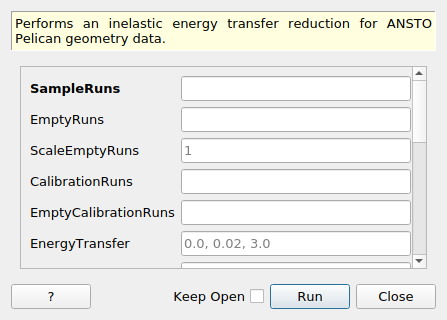 Performs an inelastic energy transfer reduction for ANSTO
Pelican geometry data.
SampleRuns
EmptyRuns
ScaleEmptyRuns 1
CalibrationRuns
EmptyCalibrationRuns
EnergyTransfer 0.0, 0.02, 3.0
? Keep Open Run Close